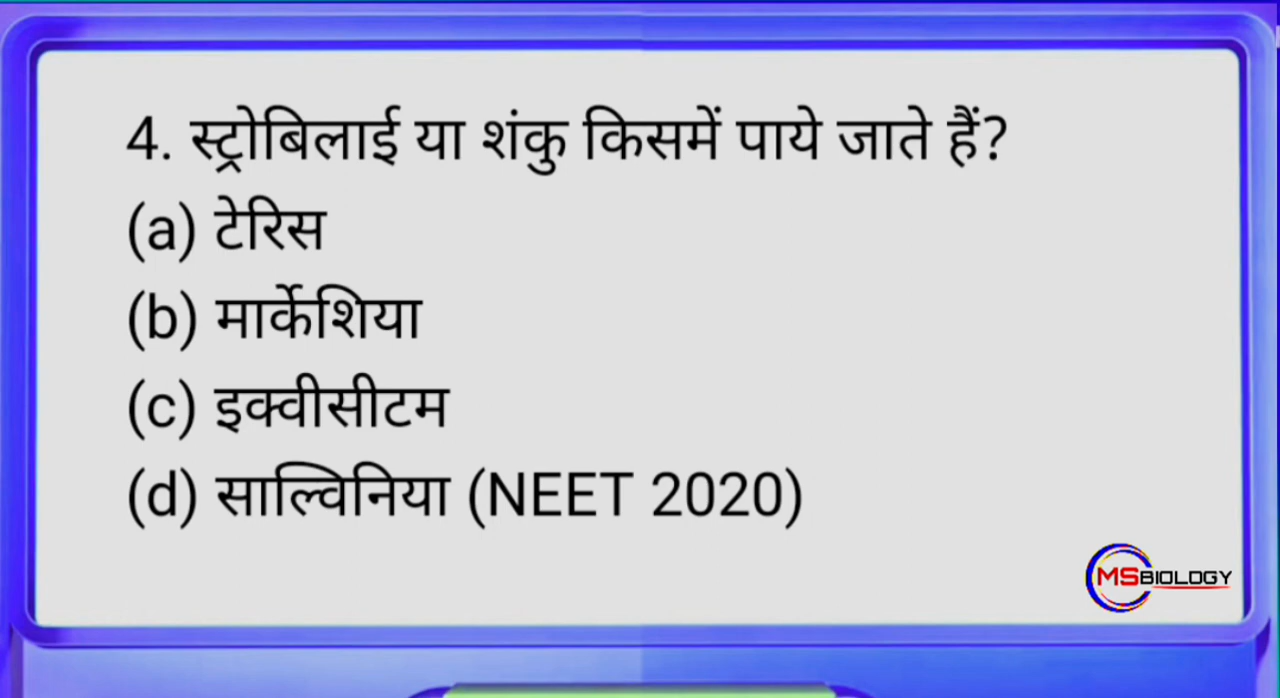 4. स्ट्रोबिलाई या शंकु किसमें पाये जाते हैं?
(a) टेरिस
(b) मार्केशिया
(c) इक्वीसीटम
(d) साल्विनिया (NEET 2020)
MSBIOLOGY